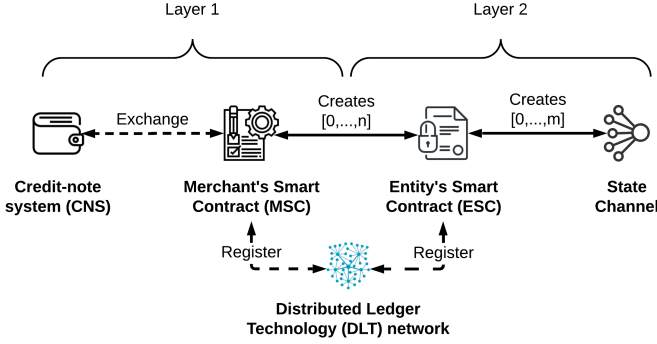 Layer 1
Layer 2
Exchange
Creates
[0,...,n]
Creates
[0,...,m]
Credit-note
system (CNS)
Merchant's Smart
Contract (MSC)
Entity's Smart
Contract (ESC)
State
Channel
Register
Register
Distributed Ledger
Technology (DLT) network